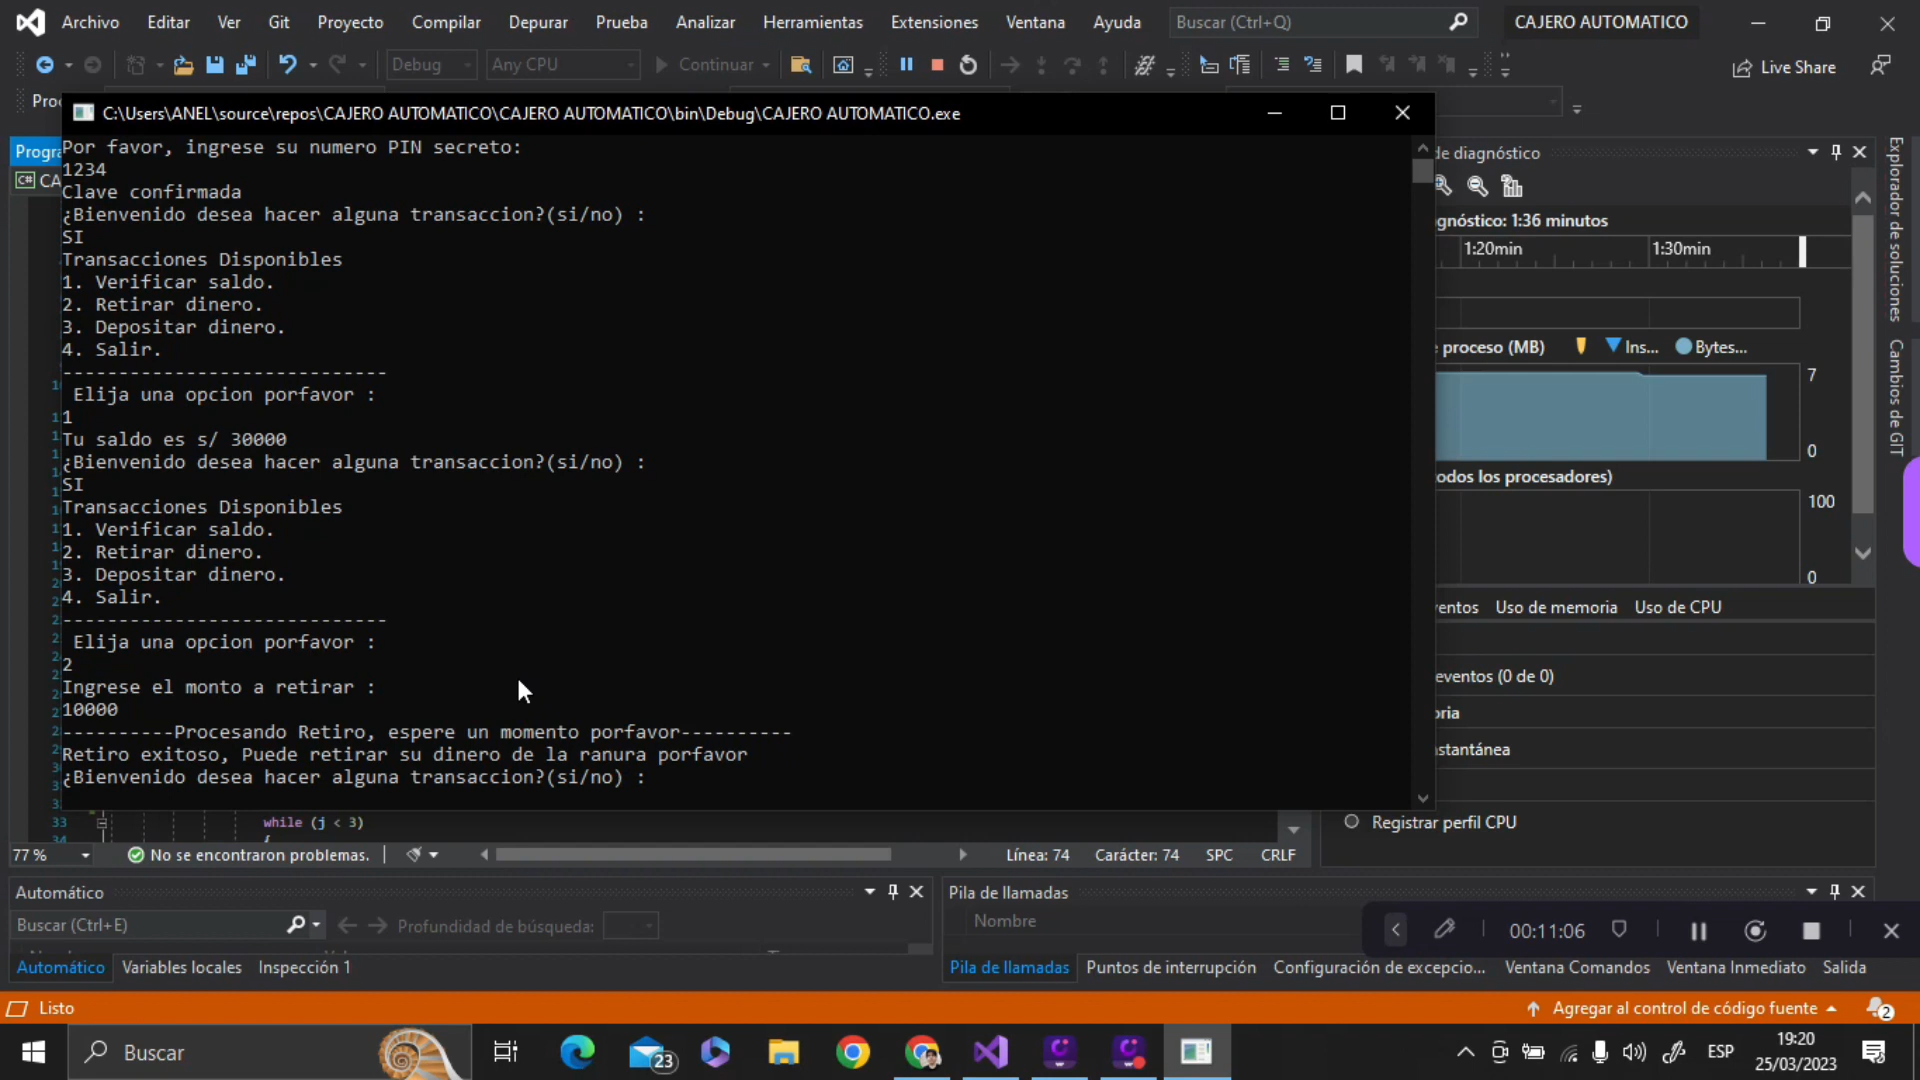 Archivo Editar Ver Git Proyecto Compilar Depurar Prueba Analizar Herramientas Extensiones Ventana Ayuda Buscar (Ctrl+Q) CAJERO AUTOMATICO
Debug Any CPU Continuar Live Share
C:\Users\ANEL\source\repos\CAJERO AUTOMATICO\CAJERO AUTOMATICO\bin\Debug\CAJERO AUTOMATICO.exe
Por favor, ingrese su numero PIN secreto:
1234
Clave confirmada
¿Bienvenido desea hacer alguna transaccion?(si/no) :
SI
Transacciones Disponibles
1. Verificar saldo.
2. Retirar dinero.
3. Depositar dinero.
4. Salir.
-----------------------------
Elija una opcion porfavor :
1
Tu saldo es s/ 30000
¿Bienvenido desea hacer alguna transaccion?(si/no) :
SI
Transacciones Disponibles
1. Verificar saldo.
2. Retirar dinero.
3. Depositar dinero.
4. Salir.
-----------------------------
Elija una opcion porfavor :
2
Ingrese el monto a retirar :
10000
----------Procesando Retiro, espere un momento porfavor----------
Retiro exitoso, Puede retirar su dinero de la ranura porfavor
¿Bienvenido desea hacer alguna transaccion?(si/no) :
de diagnóstico
1:36 minutos
1:20min 1:30min
proceso (MB) Ins... Bytes...
7
0
todos los procesadores)
100
0
Uso de memoria Uso de CPU
eventos (0 de 0)
Registrar perfil CPU
Explorador de soluciones
Cambios de GIT
33 while (j < 3)
34 {
77 % No se encontraron problemas. Línea: 74 Carácter: 74 SPC CRLF
Automático
Buscar (Ctrl+E) Profundidad de búsqueda:
Automático Variables locales Inspección 1
Pila de llamadas
Nombre
00:11:06
Pila de llamadas Puntos de interrupción Configuración de excepcio... Ventana Comandos Ventana Inmediato Salida
Listo Agregar al control de código fuente 2
Buscar 23 ESP 19:20
25/03/2023